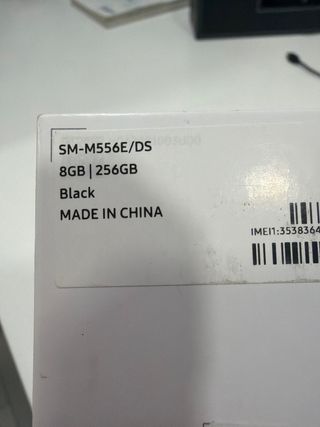 SM-M556E/DS
8GB | 256GB
Black
MADE IN CHINA
IMEI1:3538364